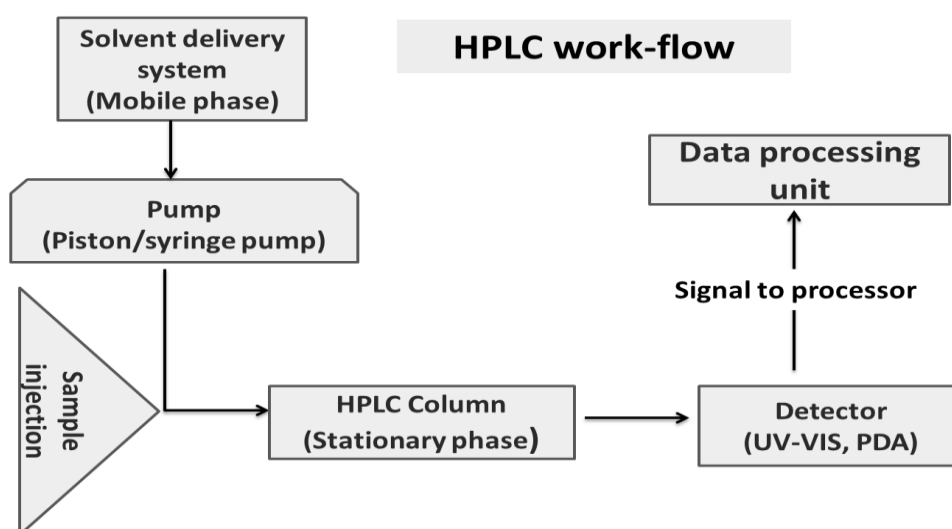 Solvent delivery
system
(Mobile phase)
HPLC work-flow
Data processing
unit
Pump
(Piston/syringe pump)
Signal to processor
Sample
injection
HPLC Column
(Stationary phase)
Detector
(UV-VIS, PDA)